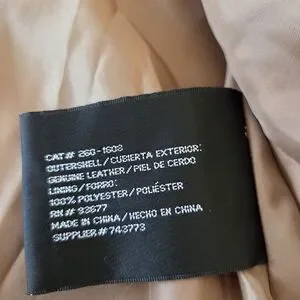 CAT# 260-1603
OUTERSHELL/CUBIERTA EXTERIOR:
GENUINE LEATHER/PIEL DE CERDO
LINING/FORRO:
100% POLYESTER/POLIÉSTER
RN# 93677
MADE IN CHINA/HECHO EN CHINA
SUPPLIER#743773